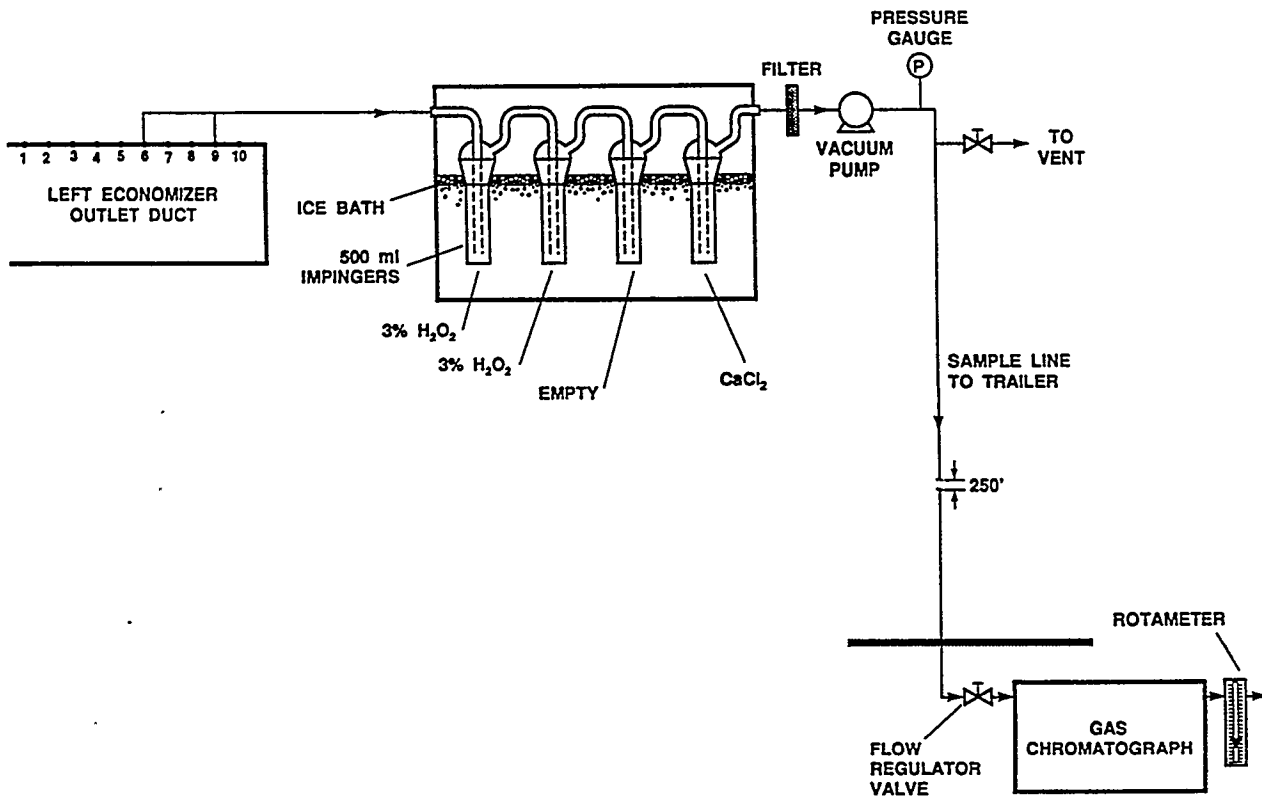 PRESSURE
GAUGE
P
FILTER
VACUUM
PUMP
TO
VENT
1 2 3 4 5 6 7 8 9 10
LEFT ECONOMIZER
OUTLET DUCT
ICE BATH
500 ml
IMPINGERS
3% H₂O₂
3% H₂O₂
EMPTY
CaCl₂
SAMPLE LINE
TO TRAILER
250'
ROTAMETER
FLOW
REGULATOR
VALVE
GAS
CHROMATOGRAPH